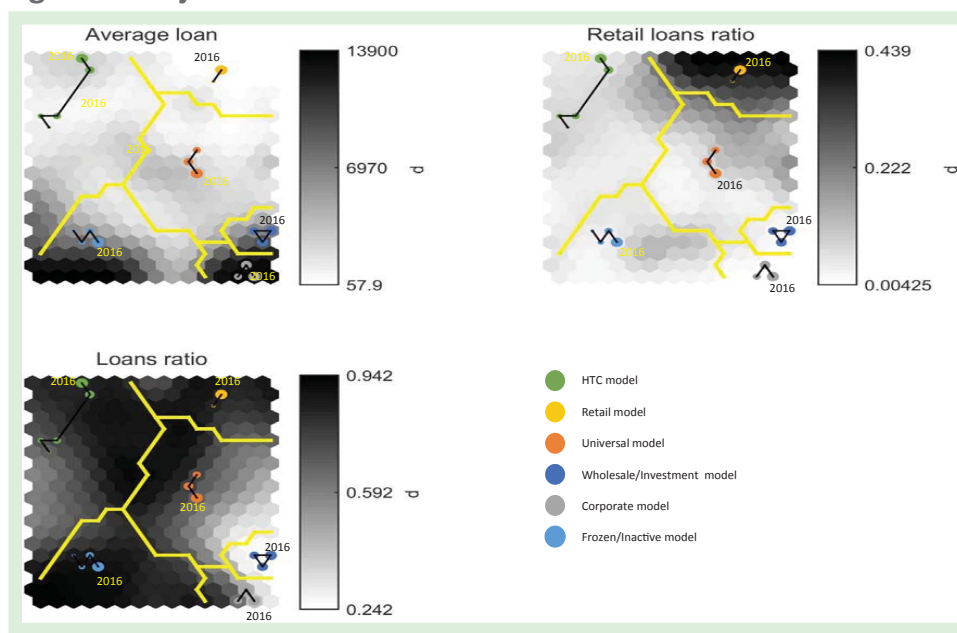 Average loan
2016
2016
2016
2016
2016
2016
2016
13900
6970
57.9
d
Retail loans ratio
2016
2016
2016
2016
2016
2016
0.439
0.222
0.00425
d
Loans ratio
2016
2016
2016
2016
2016
2016
0.942
0.592
0.242
d
HTC model
Retail model
Universal model
Wholesale/Investment model
Corporate model
Frozen/Inactive model